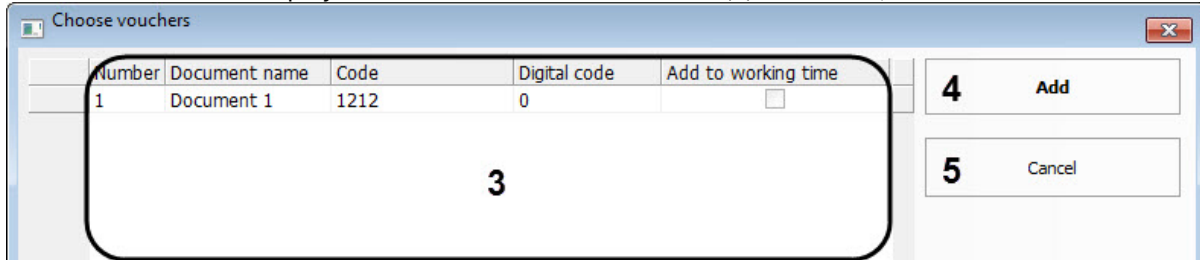 Choose vouchers
Number Document name Code Digital code Add to working time
1 Document 1 1212 0
3
4 Add
5 Cancel